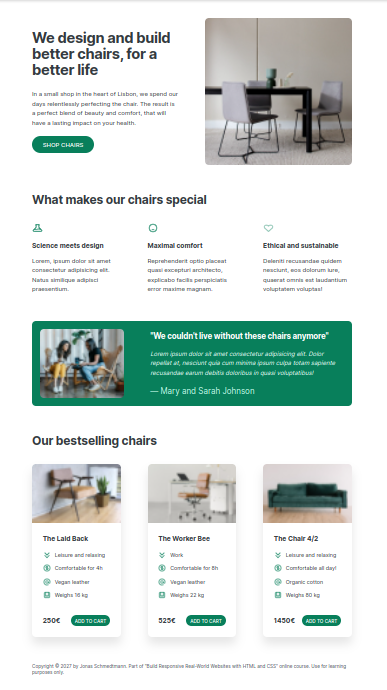 We design and build
better chairs, for a
better life
In a small shop in the heart of Lisbon, we spend our
days relentlessly perfecting the chair. The result is
a perfect blend of beauty and comfort, that will
have a lasting impact on your health.
SHOP CHAIRS
What makes our chairs special
Science meets design
Lorem, ipsum dolor sit amet
consectetur adipisicing elit.
Natus similique adipisci
praesentium.
Maximal comfort
Reprehenderit optio placeat
quasi excepturi architecto,
explicabo facilis perspiciatis
error maxime magnam.
Ethical and sustainable
Deleniti recusandae quidem
nesciunt, eos dolorum iure,
quaerat omnis est laudantium
voluptatem voluptas!
"We couldn't live without these chairs anymore"
Lorem ipsum dolor sit amet consectetur adipisicing elit. Dolor
repellat at, nesciunt quia cum minima ipsum culpa totam sapiente
recusandae earum debitis doloribus in quasi voluptatibus!
— Mary and Sarah Johnson
Our bestselling chairs
The Laid Back
Leisure and relaxing
Comfortable for 4h
Vegan leather
Weighs 16 kg
250€ ADD TO CART
The Worker Bee
Work
Comfortable for 8h
Vegan leather
Weighs 22 kg
525€ ADD TO CART
The Chair 4/2
Leisure and relaxing
Comfortable all day!
Organic cotton
Weighs 80 kg
1450€ ADD TO CART
Copyright © 2027 by Jonas Schmedtmann. Part of "Build Responsive Real-World Websites with HTML and CSS" online course. Use for learning
purposes only.